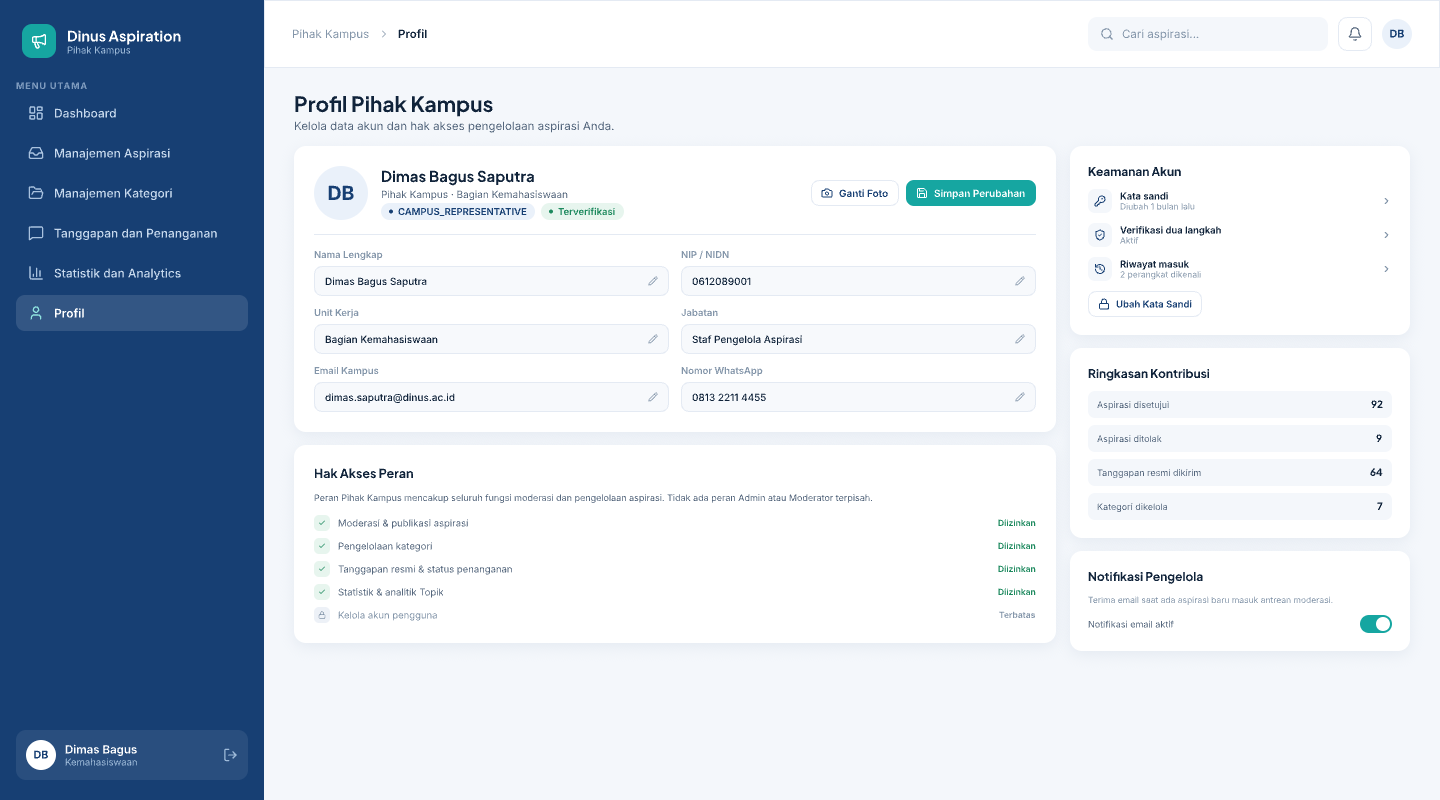 Dinus Aspiration
Pihak Kampus
MENU UTAMA
Dashboard
Manajemen Aspirasi
Manajemen Kategori
Tanggapan dan Penanganan
Statistik dan Analytics
Profil
DB
Dimas Bagus
Kemahasiswaan
Pihak Kampus
Profil
Cari aspirasi...
DB
Profil Pihak Kampus
Kelola data akun dan hak akses pengelolaan aspirasi Anda.
DB
Dimas Bagus Saputra
Pihak Kampus · Bagian Kemahasiswaan
• CAMPUS_REPRESENTATIVE
• Terverifikasi
Ganti Foto
Simpan Perubahan
Nama Lengkap
Dimas Bagus Saputra
NIP / NIDN
0612089001
Unit Kerja
Bagian Kemahasiswaan
Jabatan
Staf Pengelola Aspirasi
Email Kampus
dimas.saputra@dinus.ac.id
Nomor WhatsApp
0813 2211 4455
Hak Akses Peran
Peran Pihak Kampus mencakup seluruh fungsi moderasi dan pengelolaan aspirasi. Tidak ada peran Admin atau Moderator terpisah.
Moderasi & publikasi aspirasi
Diizinkan
Pengelolaan kategori
Diizinkan
Tanggapan resmi & status penanganan
Diizinkan
Statistik & analitik Topik
Diizinkan
Kelola akun pengguna
Terbatas
Keamanan Akun
Kata sandi
Diubah 1 bulan lalu
Verifikasi dua langkah
Aktif
Riwayat masuk
2 perangkat dikenali
Ubah Kata Sandi
Ringkasan Kontribusi
Aspirasi disetujui
92
Aspirasi ditolak
9
Tanggapan resmi dikirim
64
Kategori dikelola
7
Notifikasi Pengelola
Terima email saat ada aspirasi baru masuk antrean moderasi.
Notifikasi email aktif